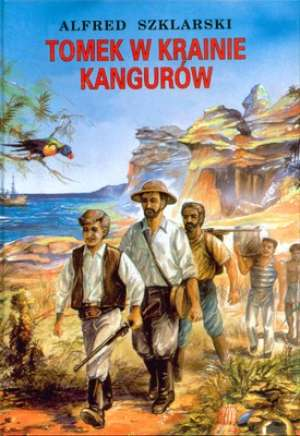 ALFRED SZKLARSKI
TOMEK W KRAINIE
KANGURÓW